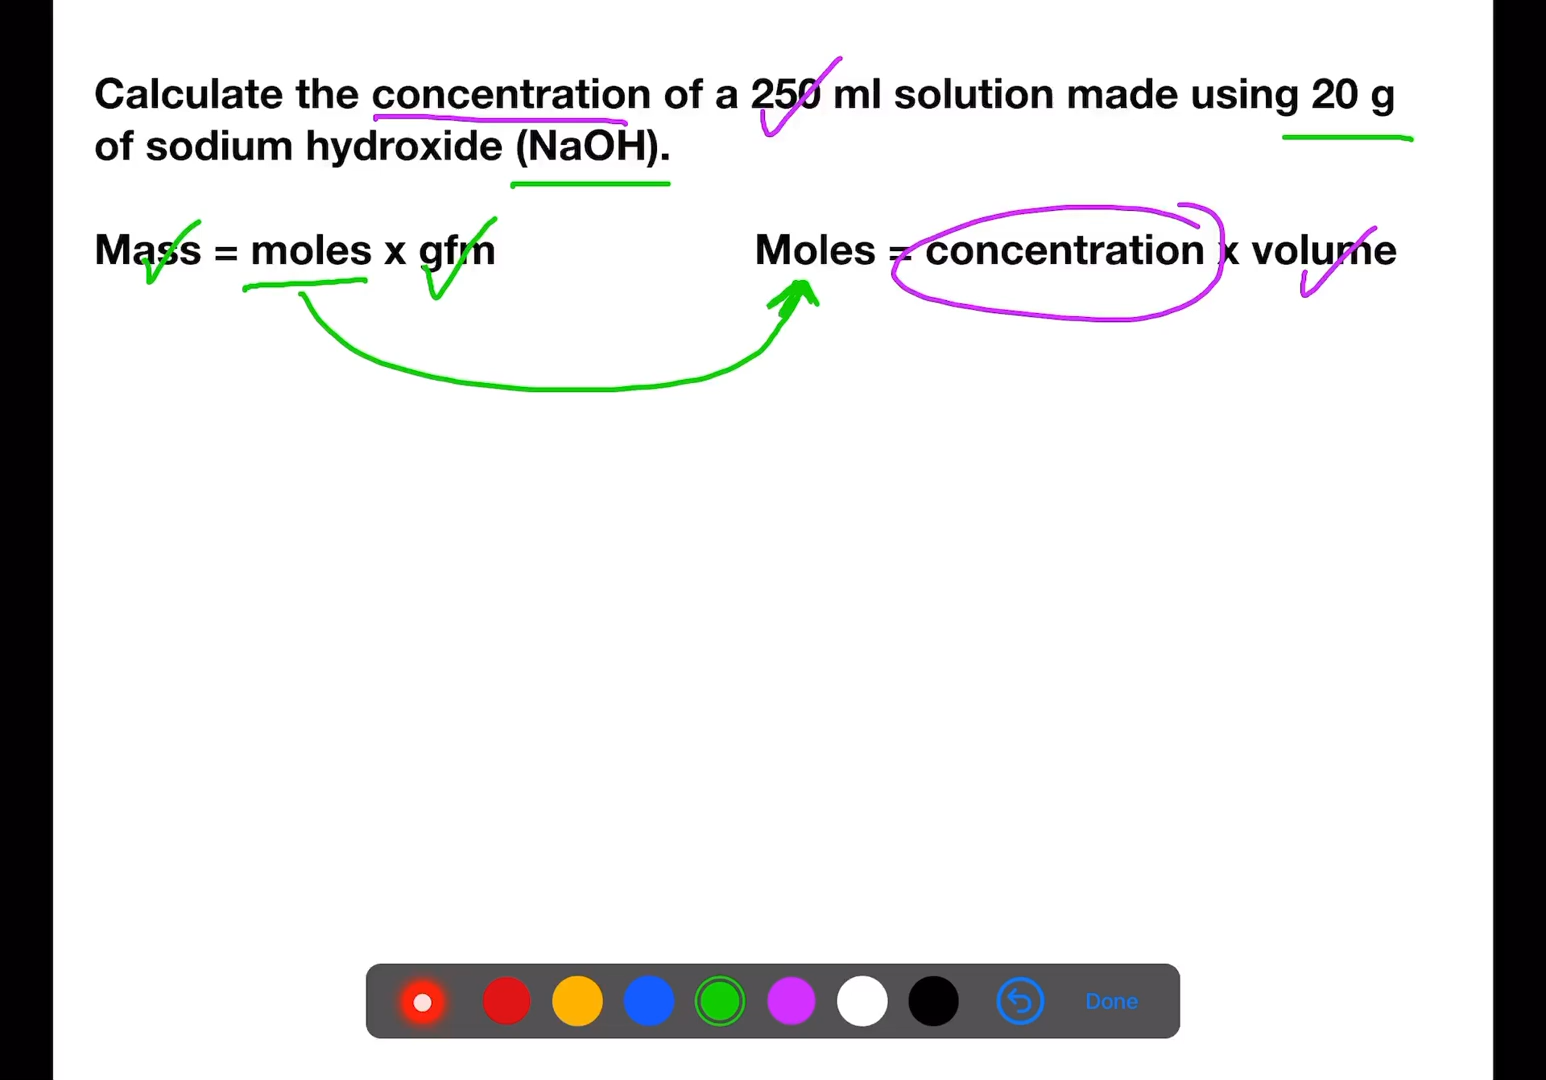 Calculate the concentration of a 250 ml solution made using 20 g
of sodium hydroxide (NaOH).
Mass = moles x gfm
Moles = concentration x volume
Done